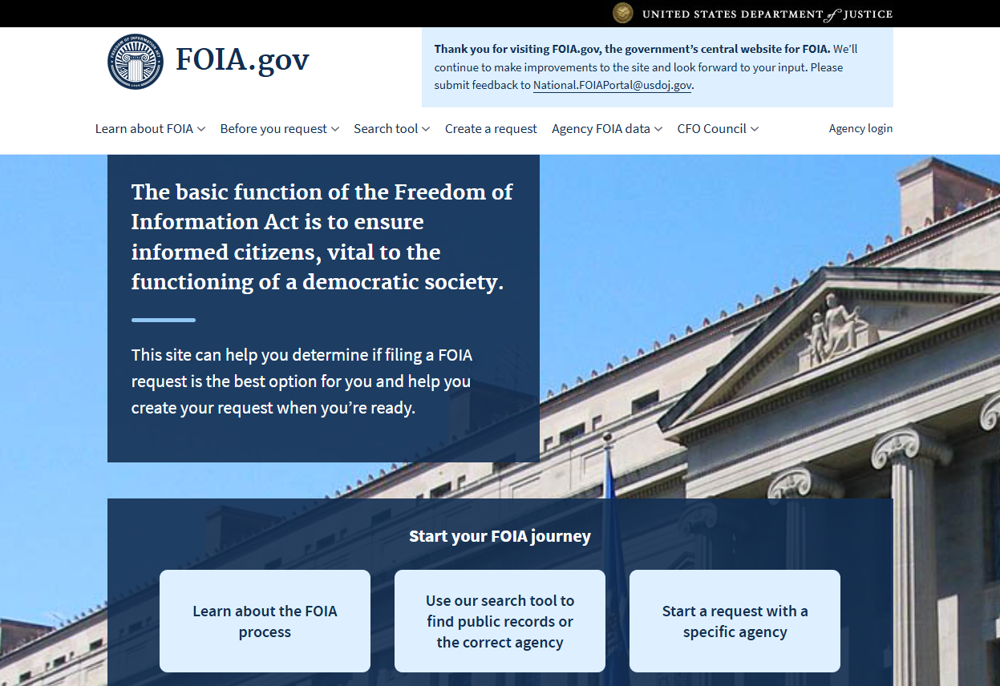 UNITED STATES DEPARTMENT of JUSTICE
FREEDOM OF INFORMATION ACT
FOIA.gov
Thank you for visiting FOIA.gov, the government’s central website for FOIA. We’ll
continue to make improvements to the site and look forward to your input. Please
submit feedback to National.FOIAPortal@usdoj.gov.
Learn about FOIA Before you request Search tool Create a request Agency FOIA data CFO Council Agency login
The basic function of the Freedom of
Information Act is to ensure
informed citizens, vital to the
functioning of a democratic society.
This site can help you determine if filing a FOIA
request is the best option for you and help you
create your request when you’re ready.
Start your FOIA journey
Learn about the FOIA
process
Use our search tool to
find public records or
the correct agency
Start a request with a
specific agency